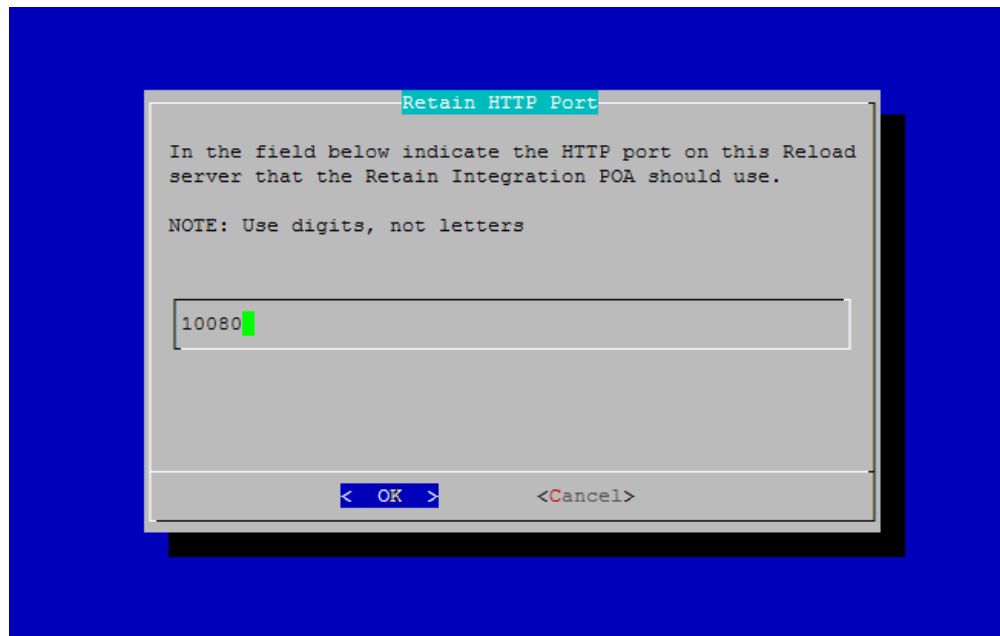 Retain HTTP Port
In the field below indicate the HTTP port on this Reload
server that the Retain Integration POA should use.
NOTE: Use digits, not letters
10080
<  OK  > <Cancel>